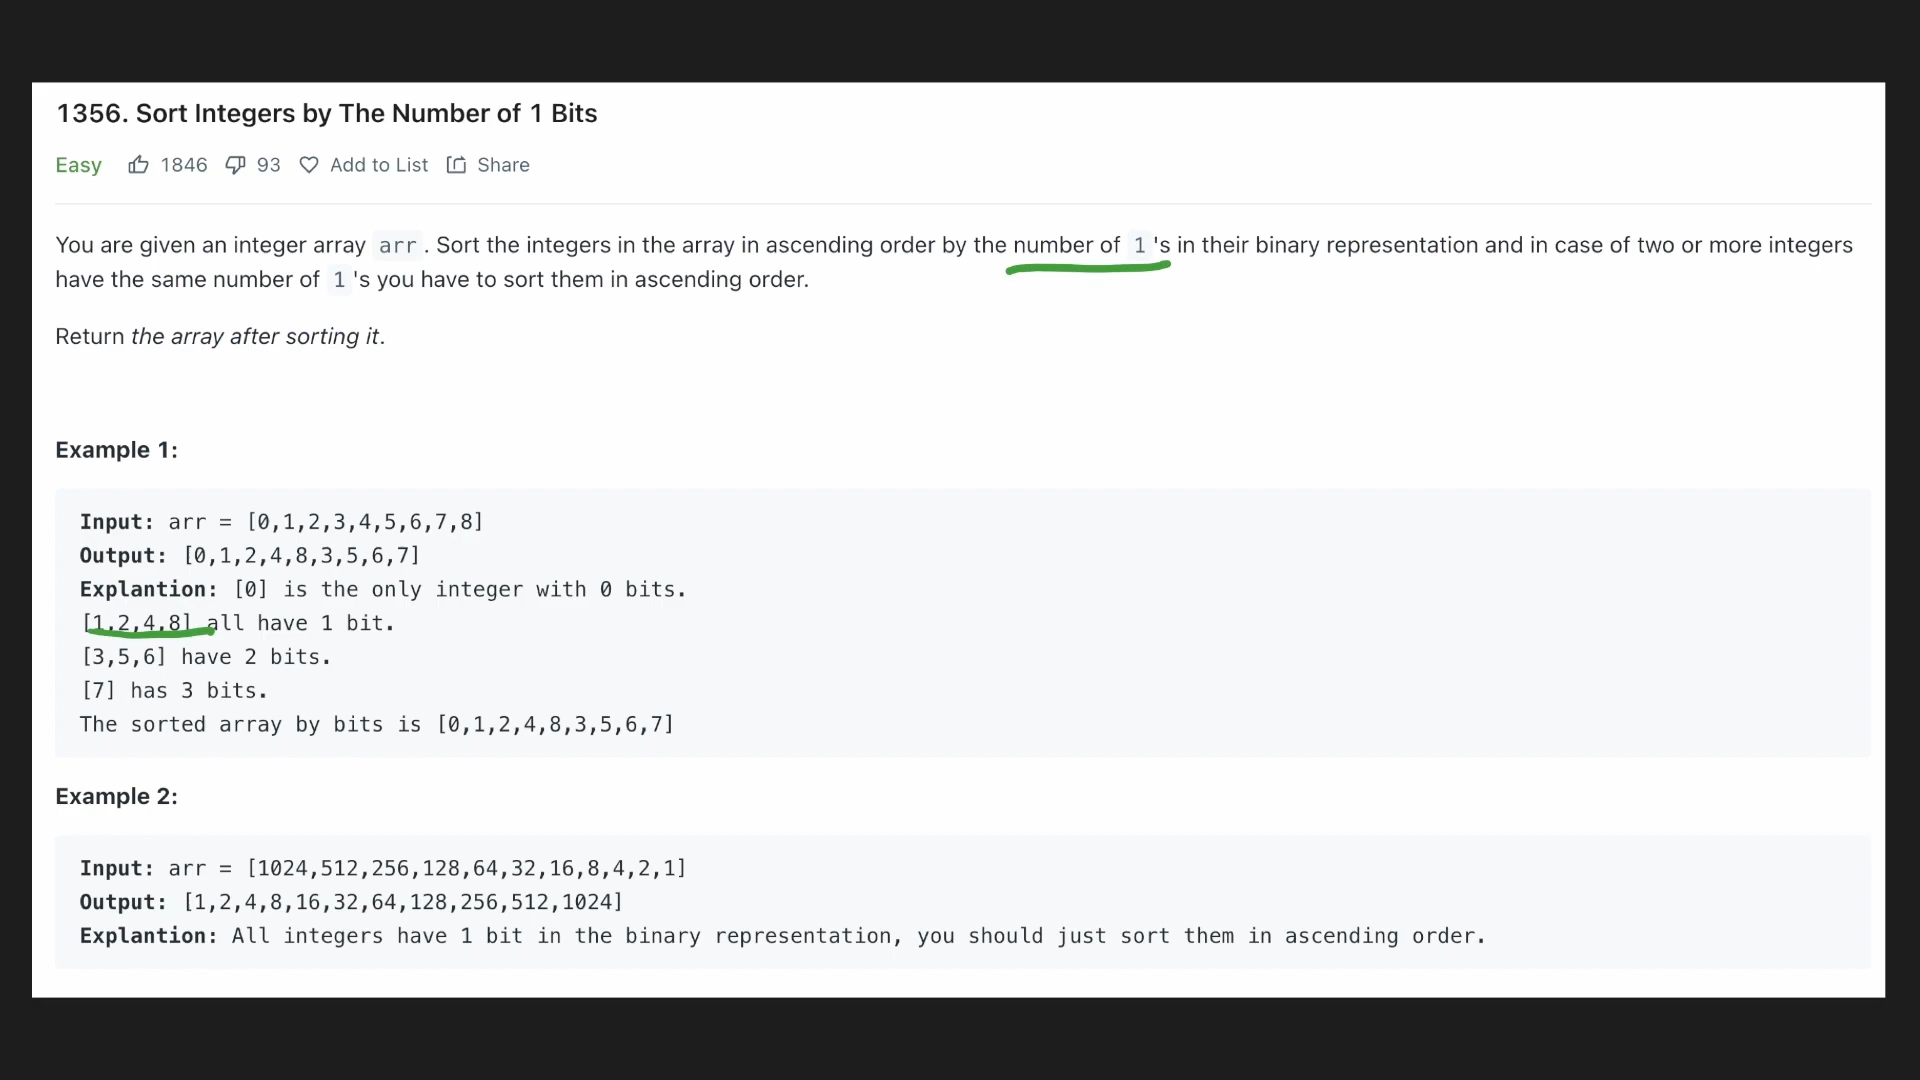 1356. Sort Integers by The Number of 1 Bits
Easy 1846 93 Add to List Share
You are given an integer array arr. Sort the integers in the array in ascending order by the number of 1's in their binary representation and in case of two or more integers
have the same number of 1's you have to sort them in ascending order.
Return the array after sorting it.
Example 1:
Input: arr = [0,1,2,3,4,5,6,7,8]
Output: [0,1,2,4,8,3,5,6,7]
Explantion: [0] is the only integer with 0 bits.
[1,2,4,8] all have 1 bit.
[3,5,6] have 2 bits.
[7] has 3 bits.
The sorted array by bits is [0,1,2,4,8,3,5,6,7]
Example 2:
Input: arr = [1024,512,256,128,64,32,16,8,4,2,1]
Output: [1,2,4,8,16,32,64,128,256,512,1024]
Explantion: All integers have 1 bit in the binary representation, you should just sort them in ascending order.